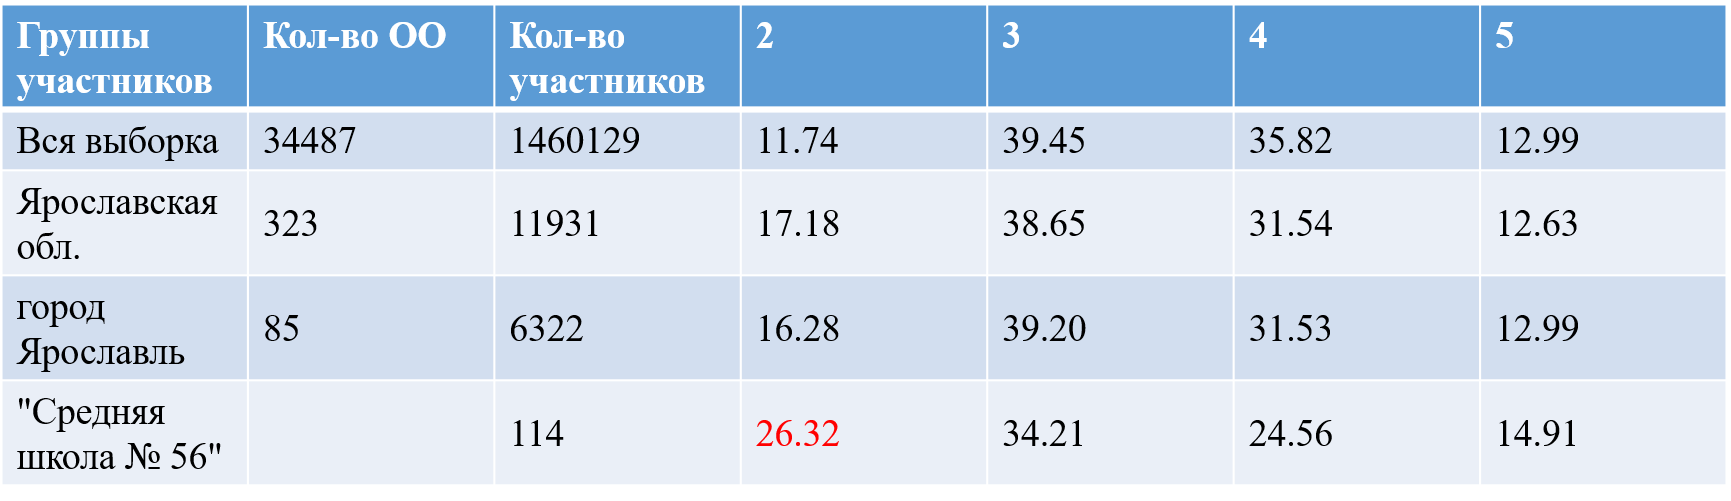 Группы участников Кол-во ОО Кол-во участников 2 3 4 5
Вся выборка 34487 1460129 11.74 39.45 35.82 12.99
Ярославская обл. 323 11931 17.18 38.65 31.54 12.63
город Ярославль 85 6322 16.28 39.20 31.53 12.99
"Средняя школа № 56" 114 26.32 34.21 24.56 14.91